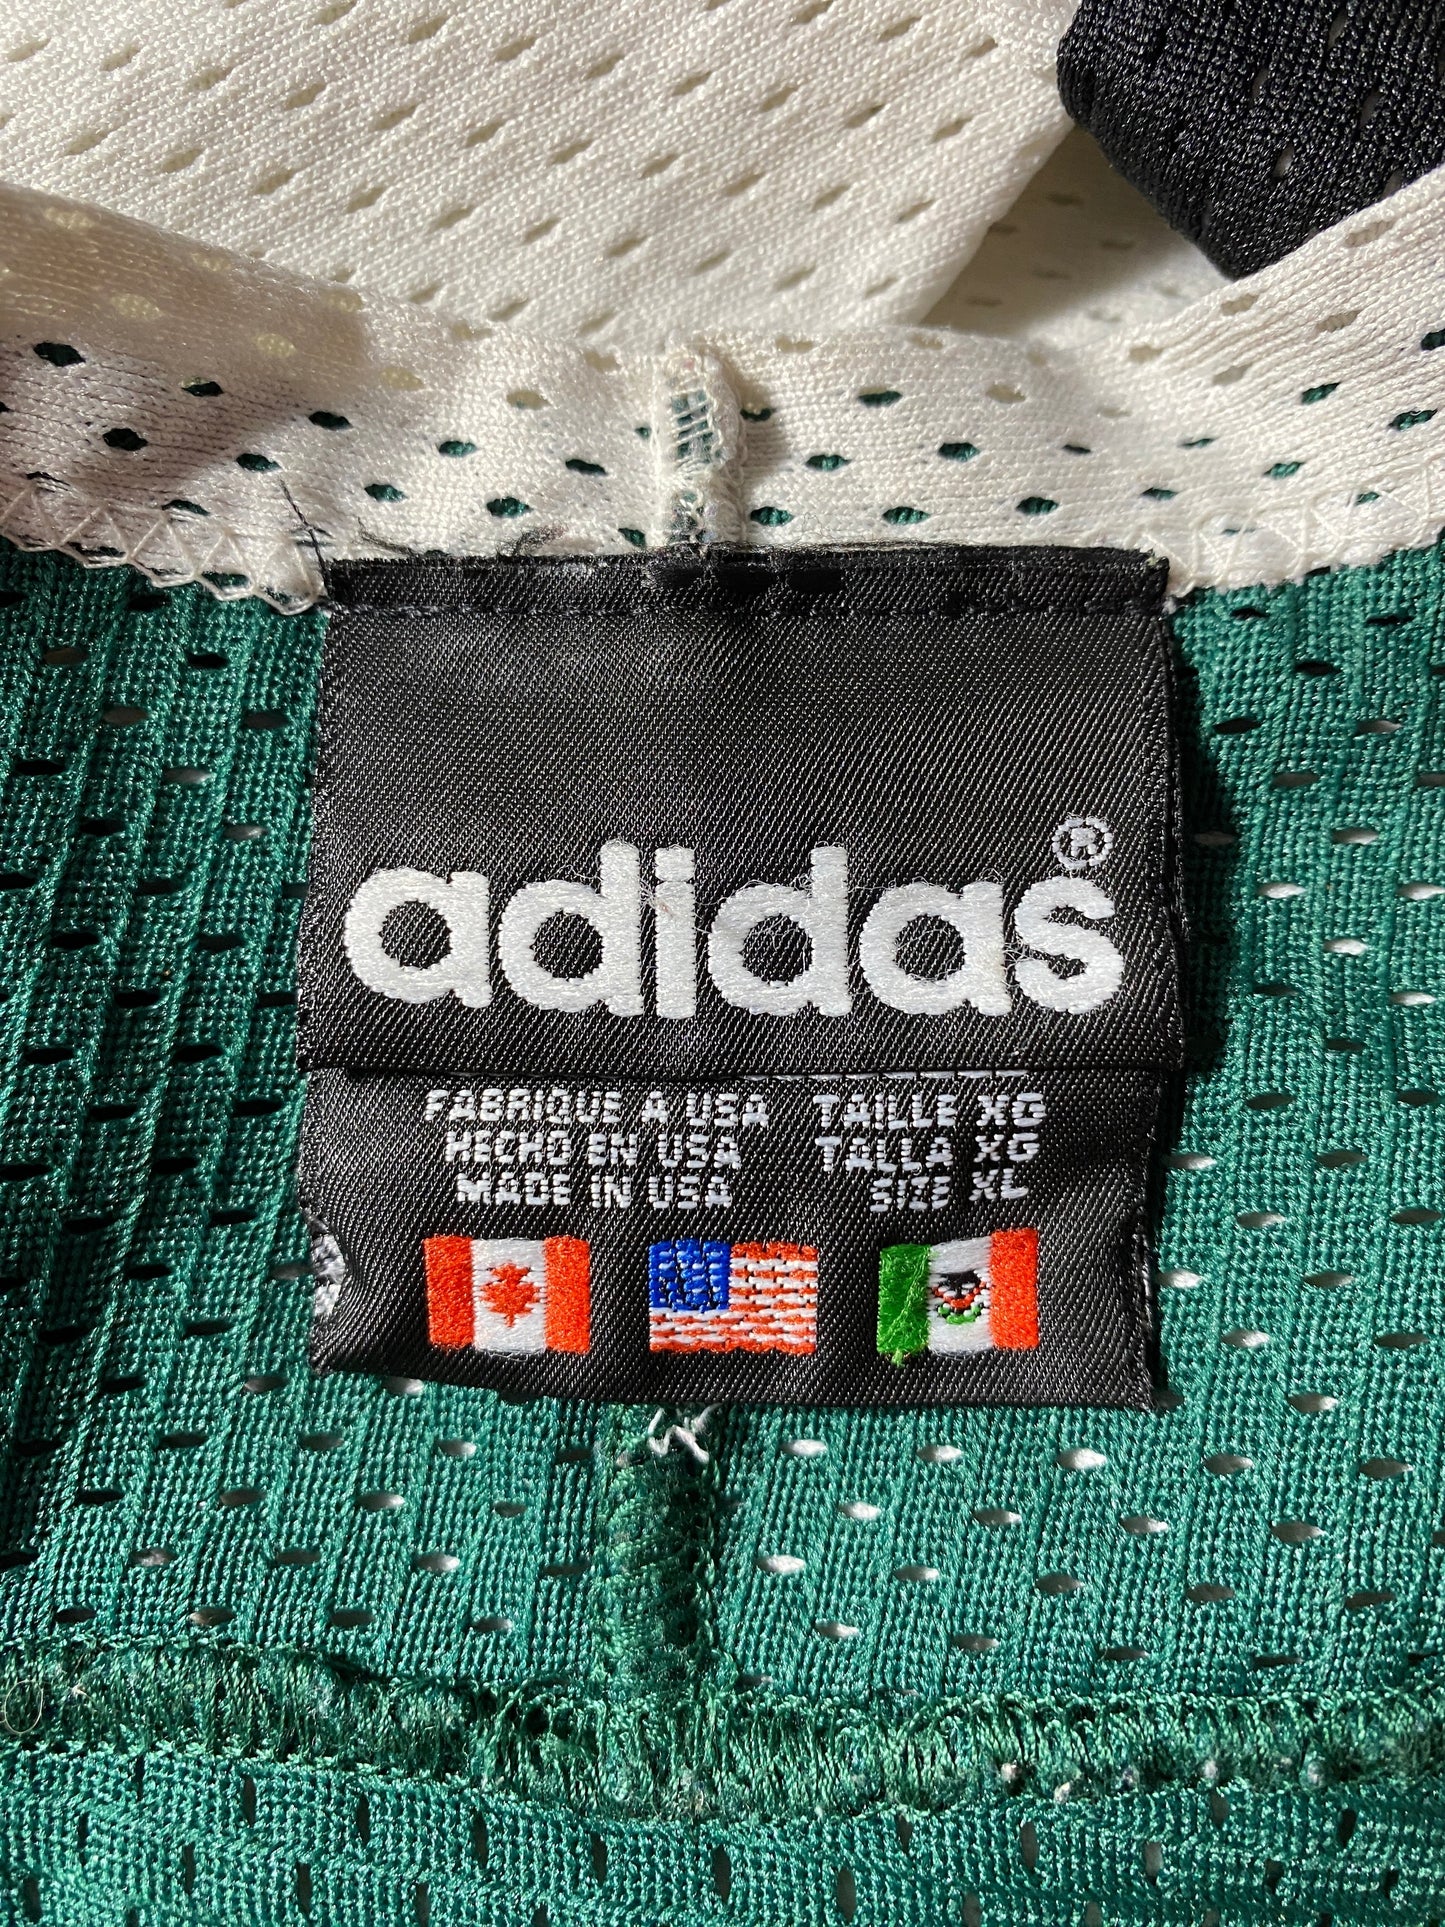 adidas®
FABRIQUE A USA TAILLE XG
HECHO EN USA TALLA XG
MADE IN USA SIZE XL